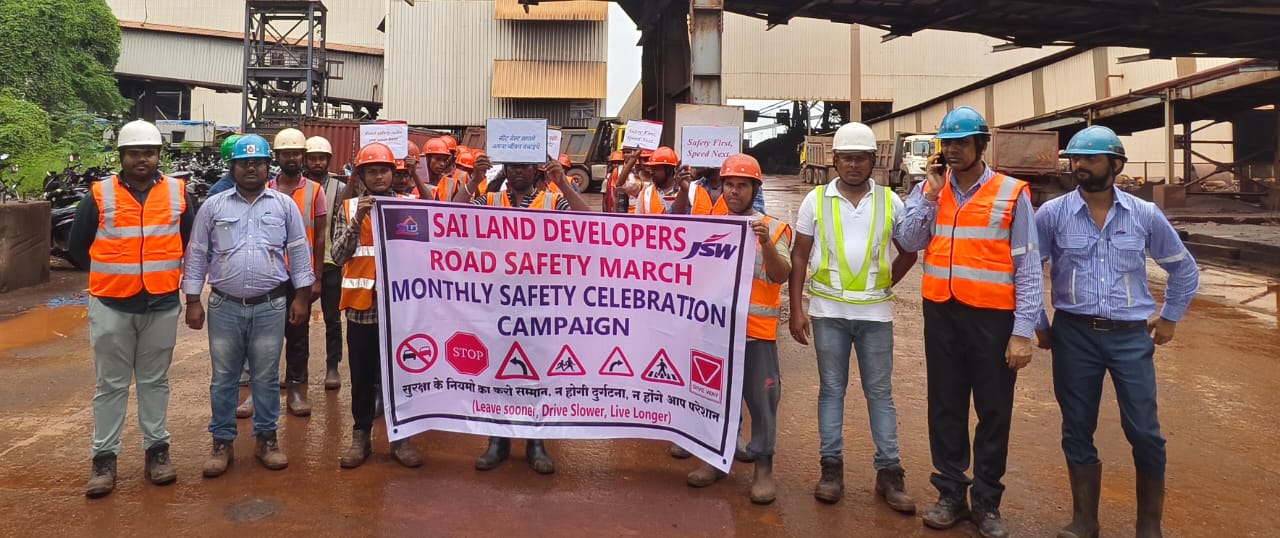 Safety First,
Speed Next,
SAI LAND DEVELOPERS
JSW
ROAD SAFETY MARCH
MONTHLY SAFETY CELEBRATION
CAMPAIGN
STOP
GIVE WAY
सुरक्षा के नियमो का करो सम्मान, न होगी दुर्गटना, न होंगे आप परेशान
(Leave sooner, Drive Slower, Live Longer)